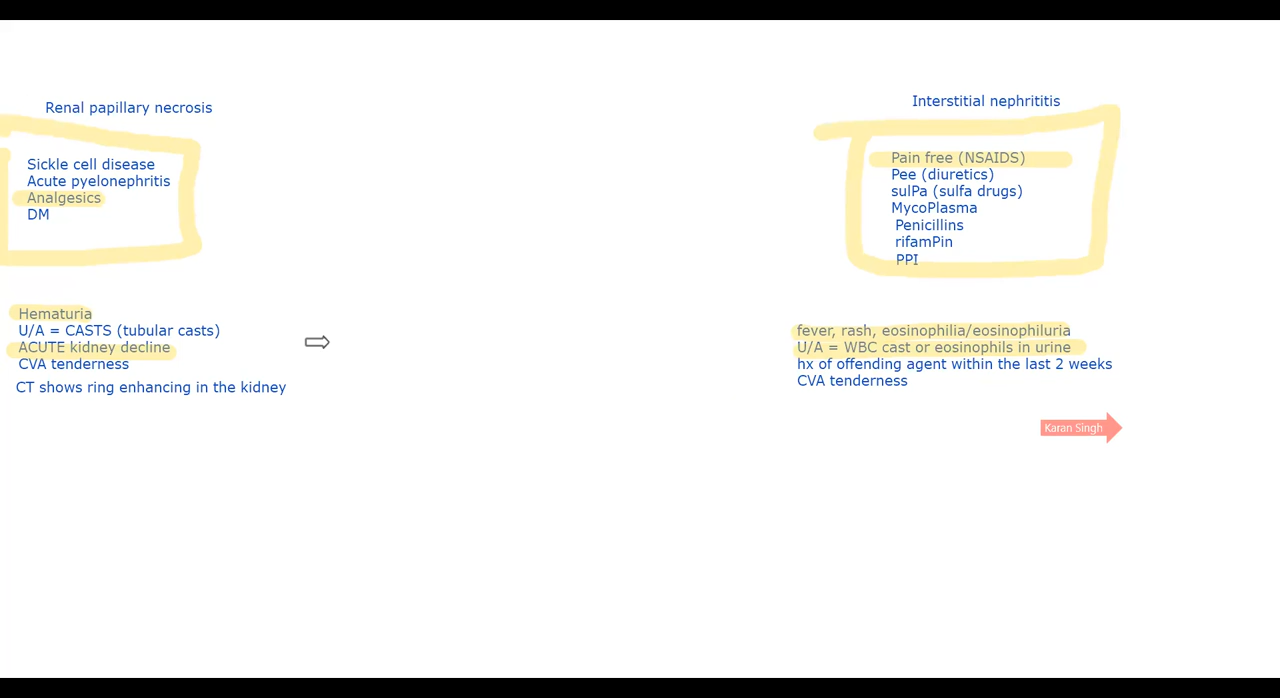 Renal papillary necrosis
Sickle cell disease
Acute pyelonephritis
Analgesics
DM
Hematuria
U/A = CASTS (tubular casts)
ACUTE kidney decline
CVA tenderness
CT shows ring enhancing in the kidney
Interstitial nephrititis
Pain free (NSAIDS)
Pee (diuretics)
sulPa (sulfa drugs)
MycoPlasma
Penicillins
rifamPin
PPI
fever, rash, eosinophilia/eosinophiluria
U/A = WBC cast or eosinophils in urine
hx of offending agent within the last 2 weeks
CVA tenderness
Karan Singh